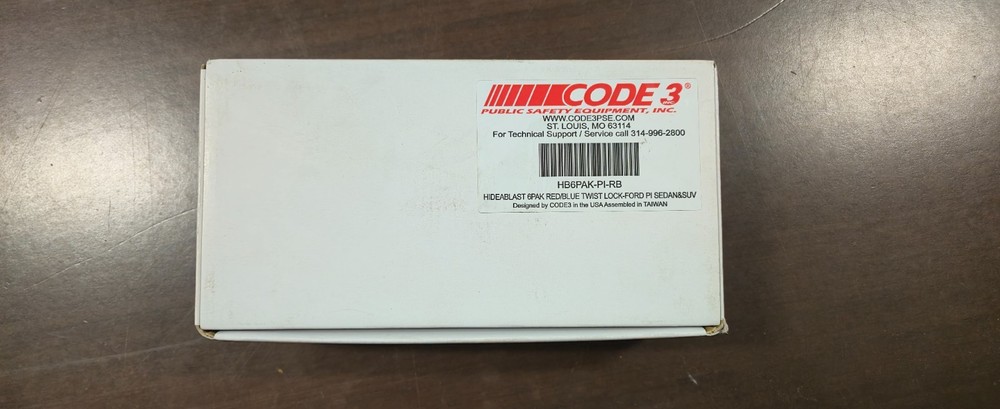 CODE 3®
PUBLIC SAFETY EQUIPMENT, INC.
WWW.CODE3PSE.COM
ST. LOUIS, MO 63114
For Technical Support / Service call 314-996-2800
HB6PAK-PI-RB
HIDEABLAST 6PAK RED/BLUE TWIST LOCK-FORD PI SEDAN&SUV
Designed by CODE3 in the USA Assembled in TAIWAN